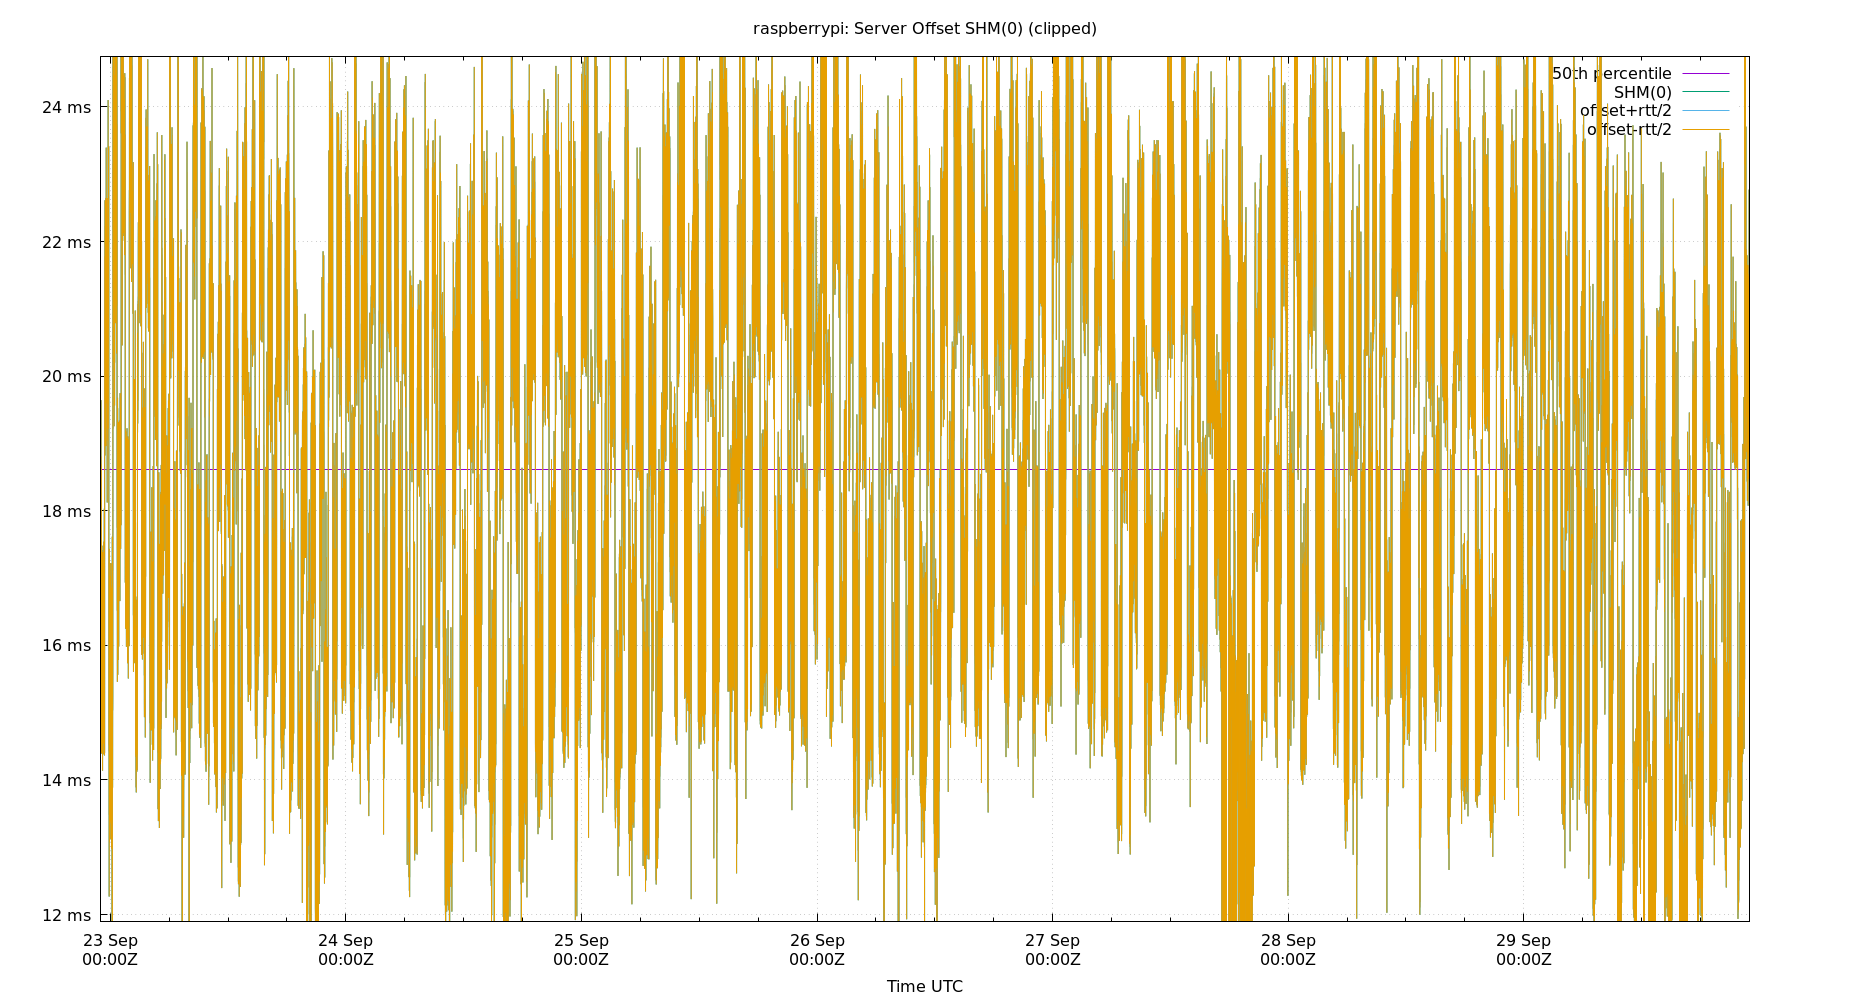 raspberrypi: Server Offset SHM(0) (clipped)
50th percentile
SHM(0)
offset+rtt/2
offset-rtt/2
24 ms
22 ms
20 ms
18 ms
16 ms
14 ms
12 ms
23 Sep 24 Sep 25 Sep 26 Sep 27 Sep 28 Sep 29 Sep
00:00Z 00:00Z 00:00Z 00:00Z 00:00Z 00:00Z 00:00Z
Time UTC